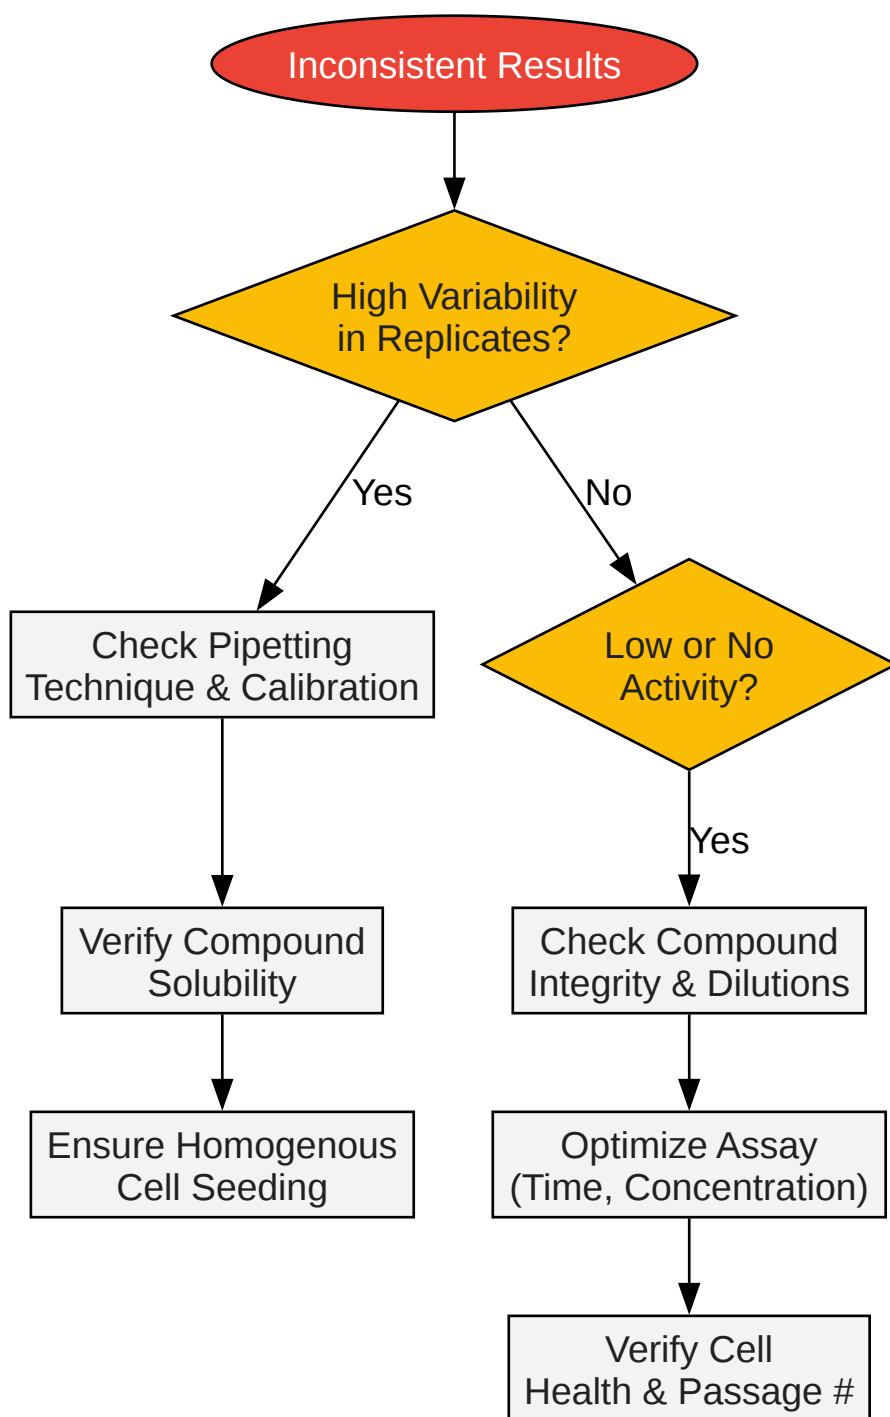 Inconsistent Results
High Variability
in Replicates?
Yes
No
Check Pipetting
Technique & Calibration
Low or No
Activity?
Yes
Verify Compound
Solubility
Check Compound
Integrity & Dilutions
Ensure Homogenous
Cell Seeding
Optimize Assay
(Time, Concentration)
Verify Cell
Health & Passage #